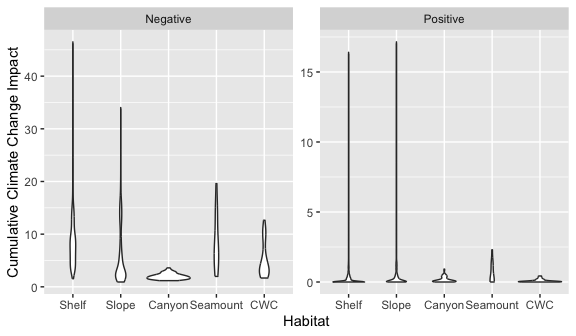 Negative
Positive
Cumulative Climate Change Impact
40
30
20
10
0
15
10
5
0
Shelf Slope Canyon Seamount CWC
Shelf Slope Canyon Seamount CWC
Habitat